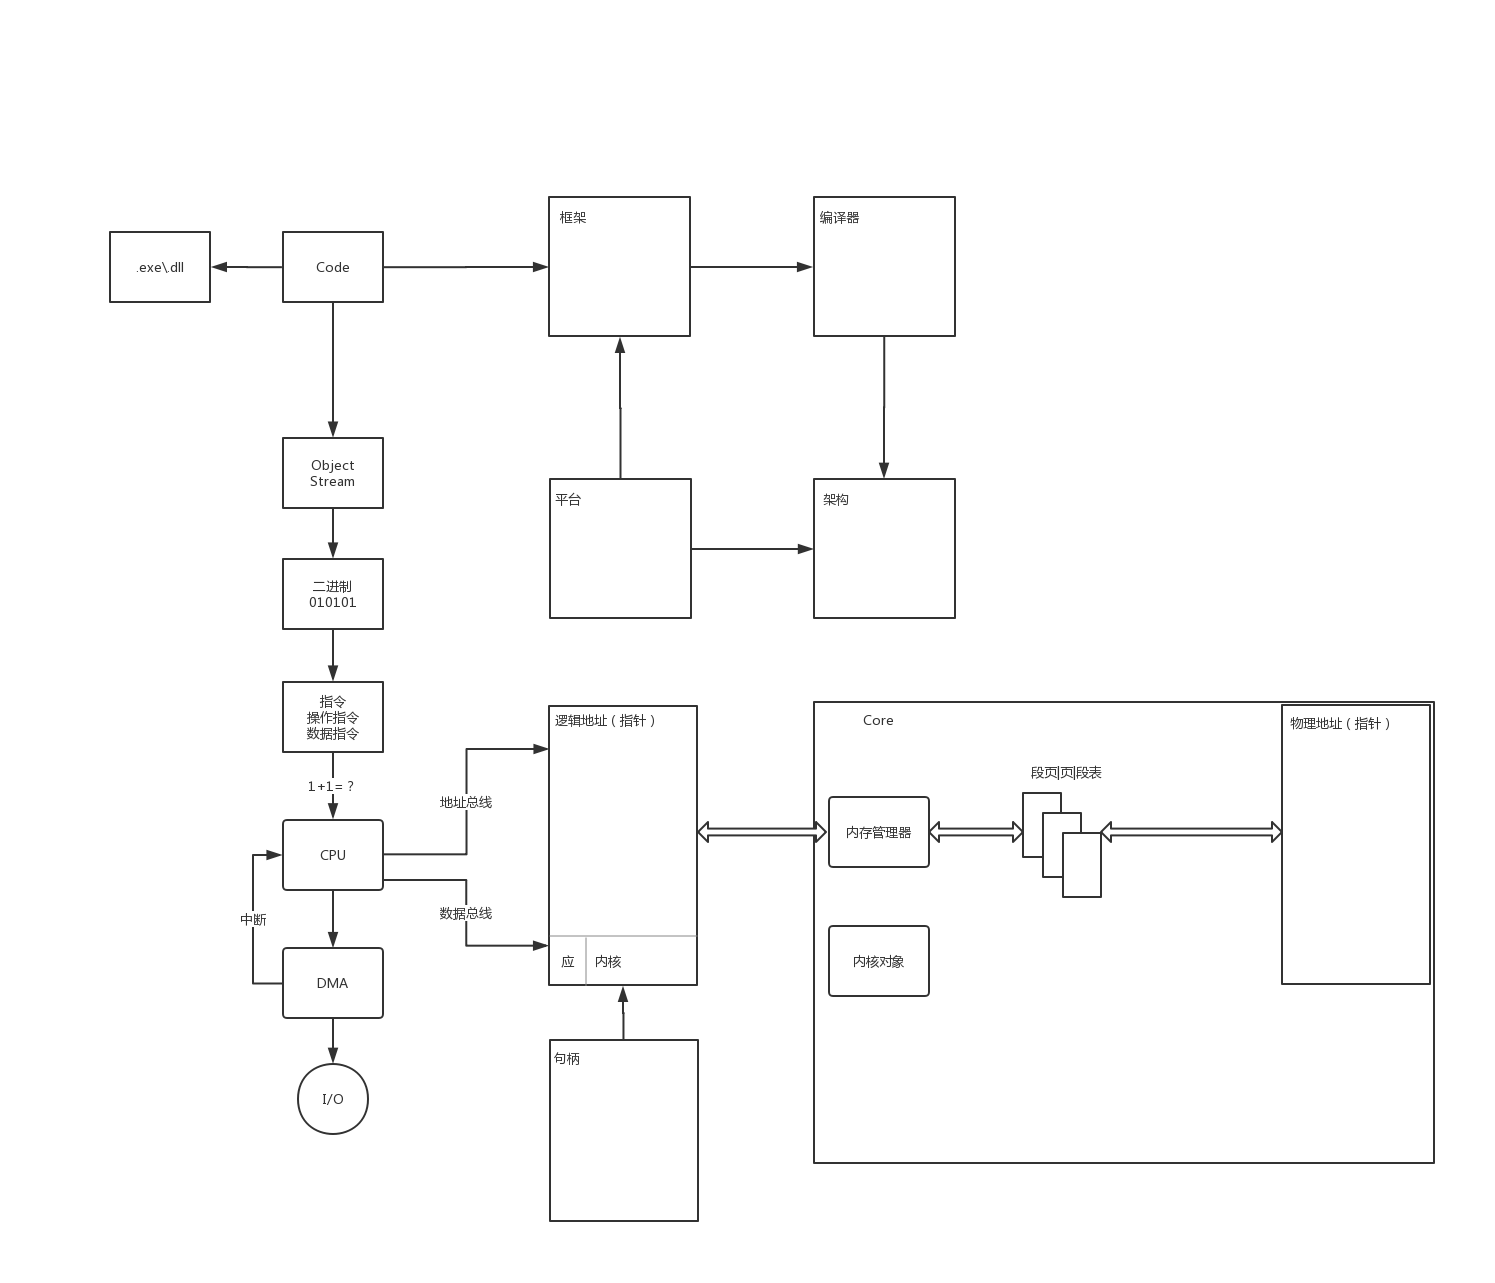 框架
编译器
.exe\.dll
Code
Object
Stream
平台
架构
二进制
010101
指令
操作指令
数据指令
1+1=？
逻辑地址（指针）
Core
物理地址（指针）
段页|页|段表
地址总线
内存管理器
CPU
数据总线
中断
应
内核
内核对象
DMA
句柄
I/O